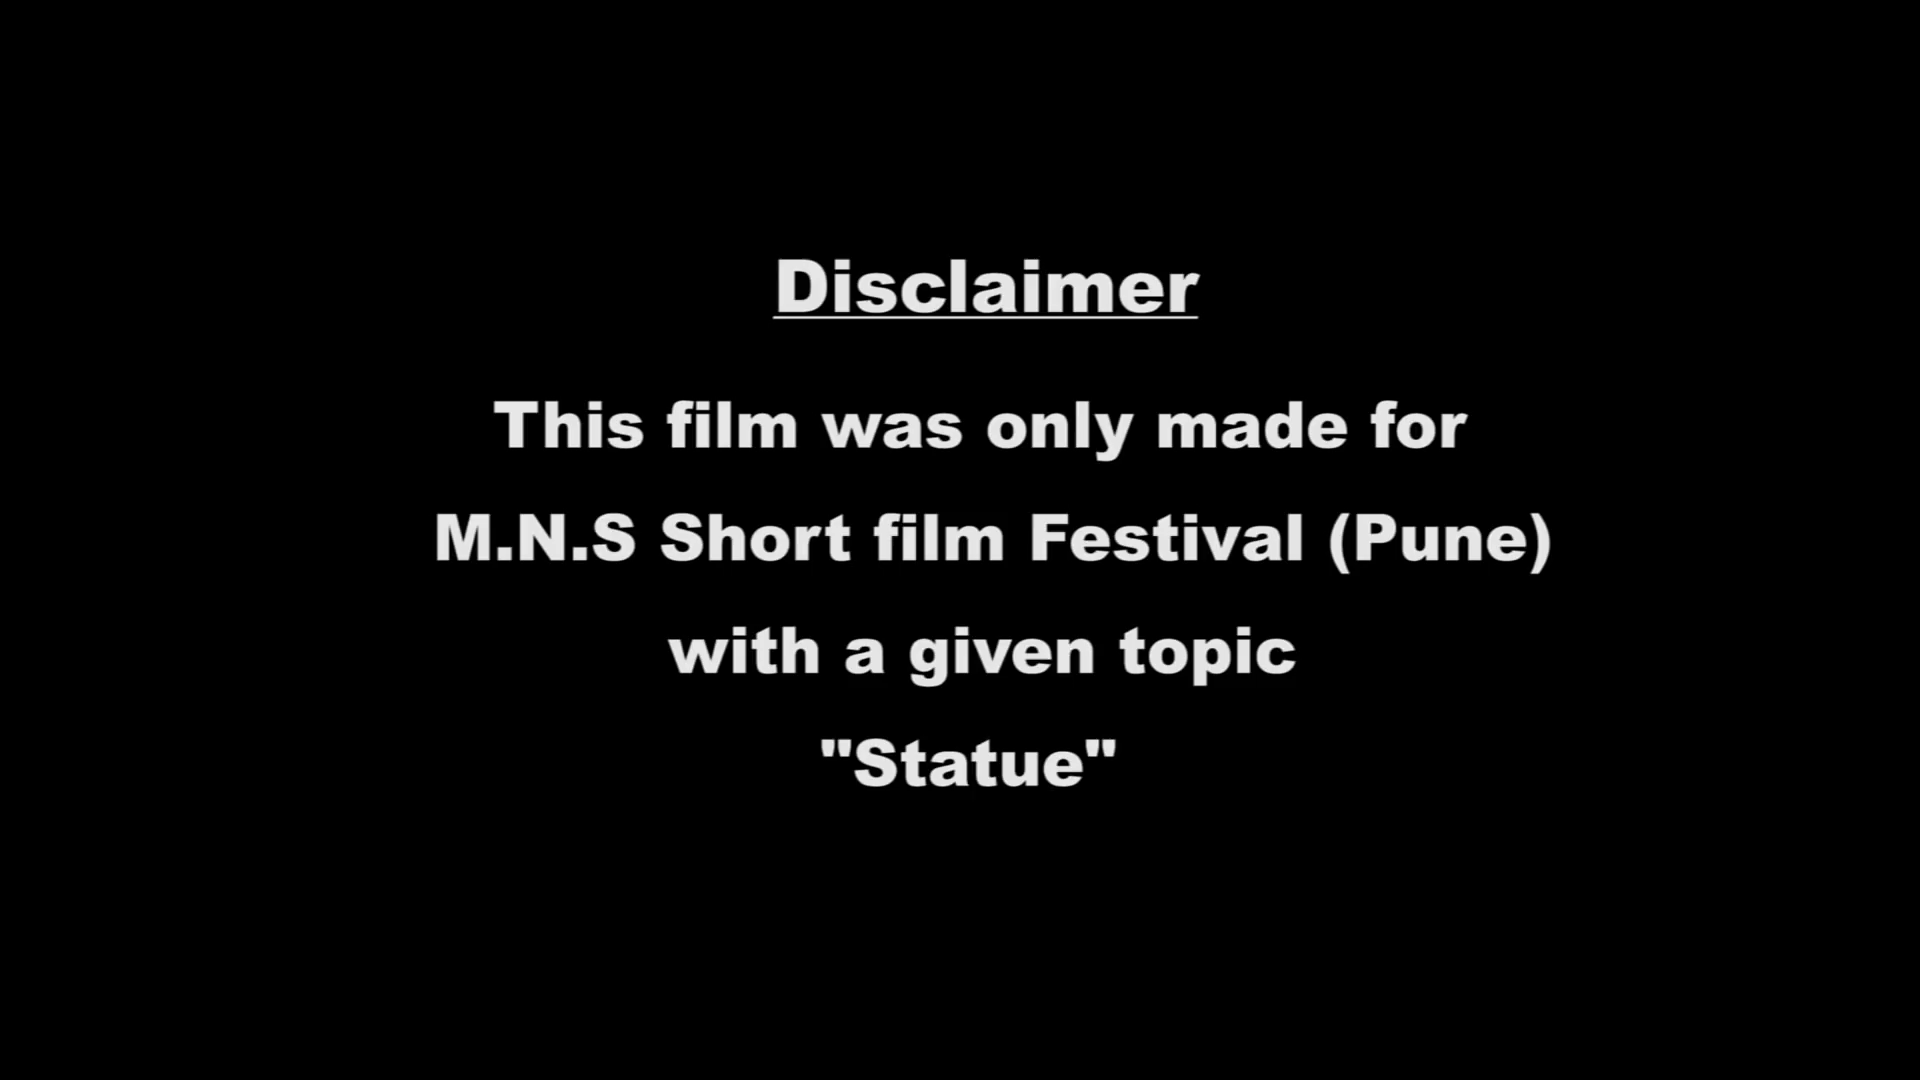 Disclaimer
This film was only made for
M.N.S Short film Festival (Pune)
with a given topic
"Statue"